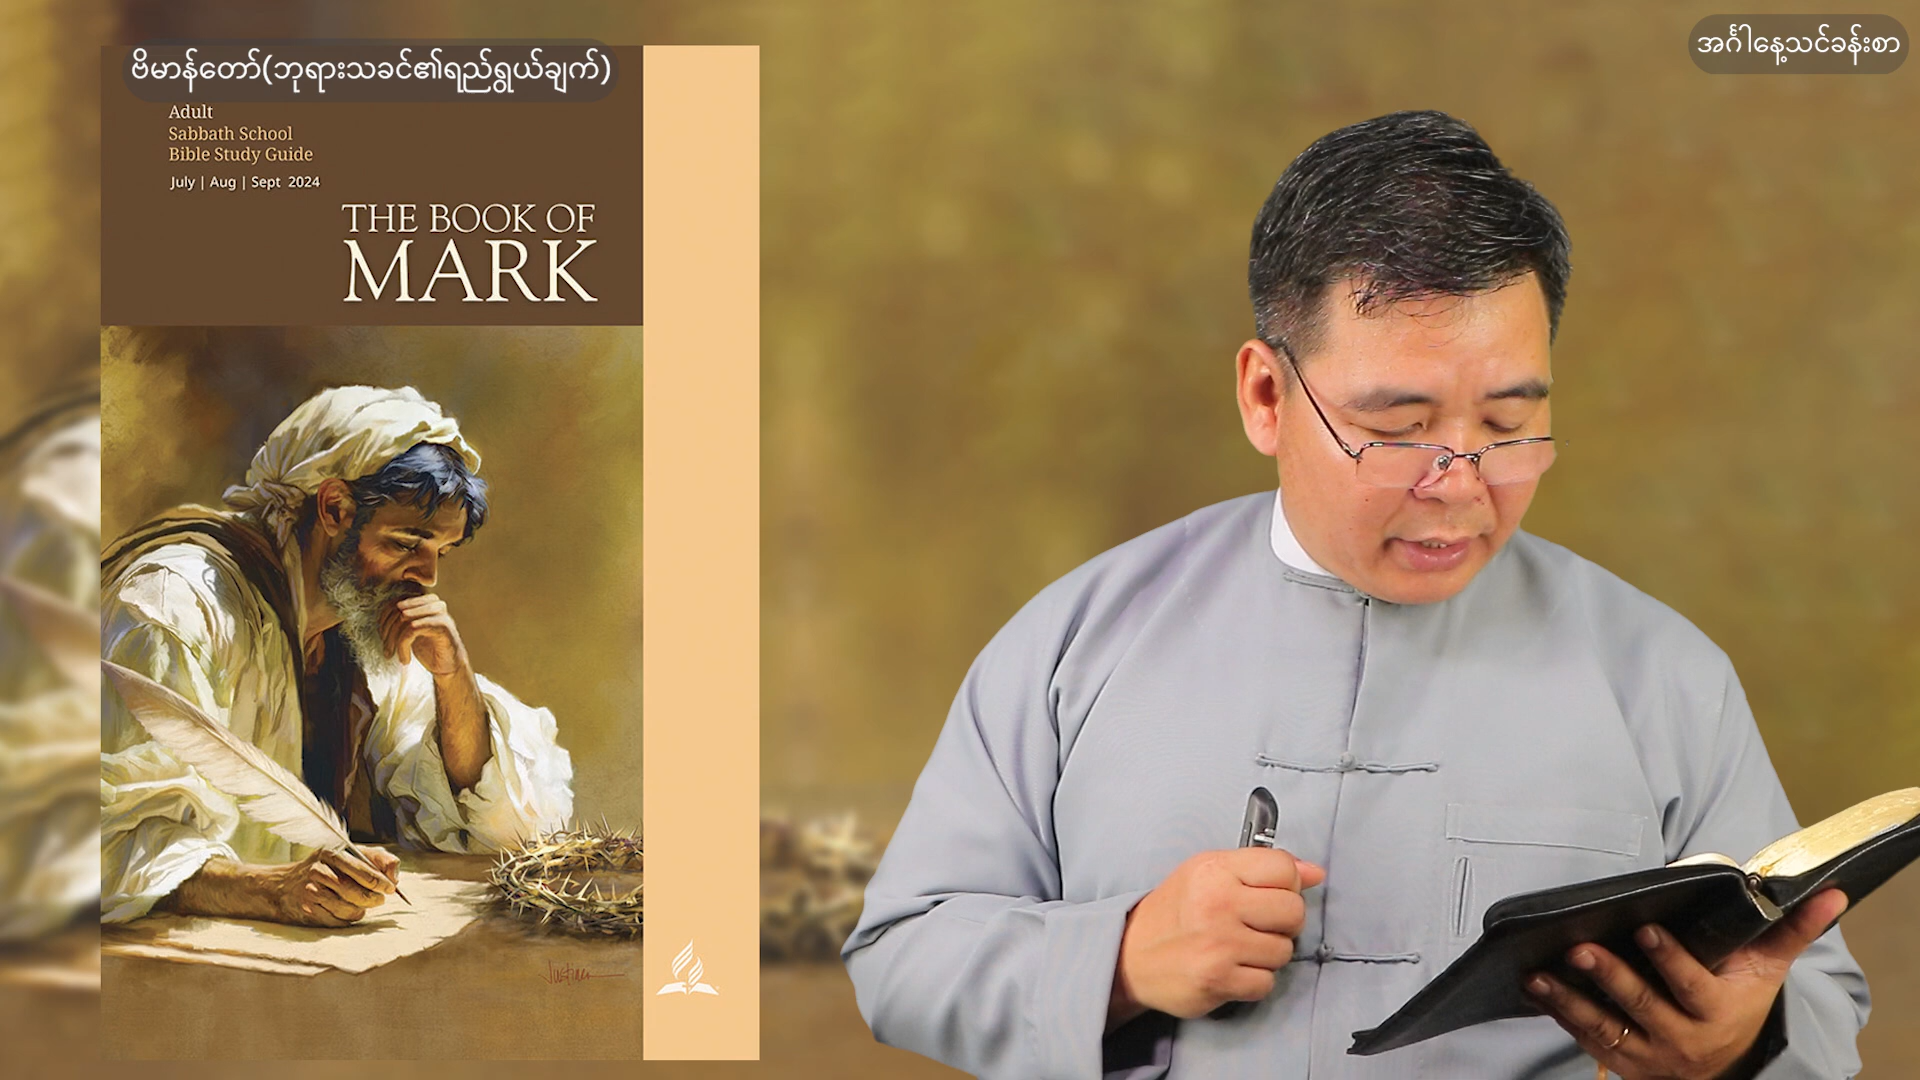 ဗိမာန်တော်(ဘုရားသခင်၏ရည်ရွယ်ချက်)
အင်္ဂါနေ့သင်ခန်းစာ
Adult
Sabbath School
Bible Study Guide
July | Aug | Sept 2024
THE BOOK OF
MARK